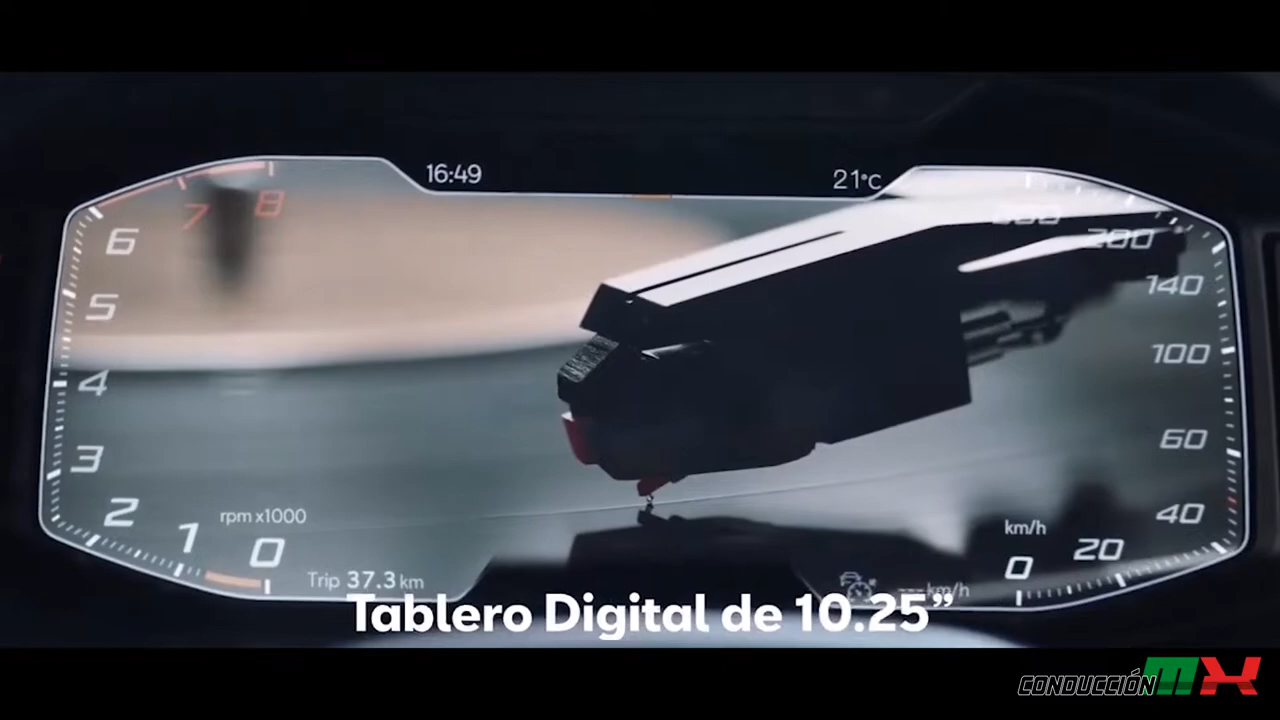 16:49
21°C
8
7
6
5
4
3
2
1
0
rpm x1000
Trip 37.3 km
200
140
100
60
40
20
0
km/h
--- km/h
Tablero Digital de 10.25”
CONDUCCIÓN MX